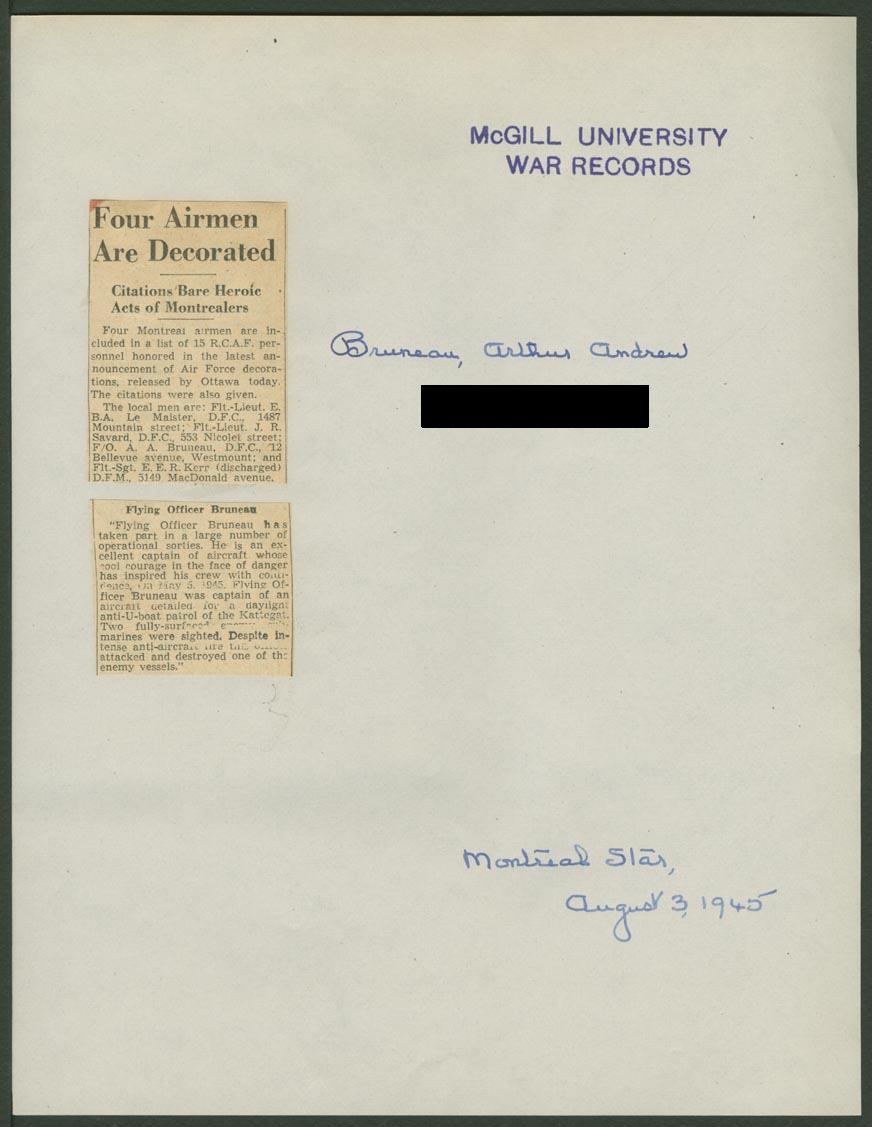 McGILL UNIVERSITY
WAR RECORDS
Four Airmen
Are Decorated
Citations Bare Heroic
Acts of Montrealers
Four Montreal airmen are in-
cluded in a list of 15 R.C.A.F. per-
sonnel honored in the latest an-
nouncement of Air Force decora-
tions, released by Ottawa today.
The citations were also given.
The local men are: Flt.-Lieut. E.
B.A. Le Maister, D.F.C., 1487
Mountain street; Flt.-Lieut. J. R.
Savard, D.F.C., 553 Nicolet street;
F/O. A. A. Bruneau, D.F.C., 12
Bellevue avenue, Westmount; and
Flt.-Sgt. E. E. R. Kerr (discharged)
D.F.M., 5149 MacDonald avenue.
Bruneau, Arthur Andrew
Flying Officer Bruneau
"Flying Officer Bruneau has
taken part in a large number of
operational sorties. He is an ex-
cellent captain of aircraft whose
cool courage in the face of danger
has inspired his crew with confi-
dence. On May 5, 1945, Flying Of-
ficer Bruneau was captain of an
aircraft detailed for a daylight
anti-U-boat patrol of the Kattegat.
Two fully-surfaced enemy
marines were sighted. Despite in-
tense anti-aircraft fire
attacked and destroyed one of the
enemy vessels."
Montreal Star,
August 3, 1945